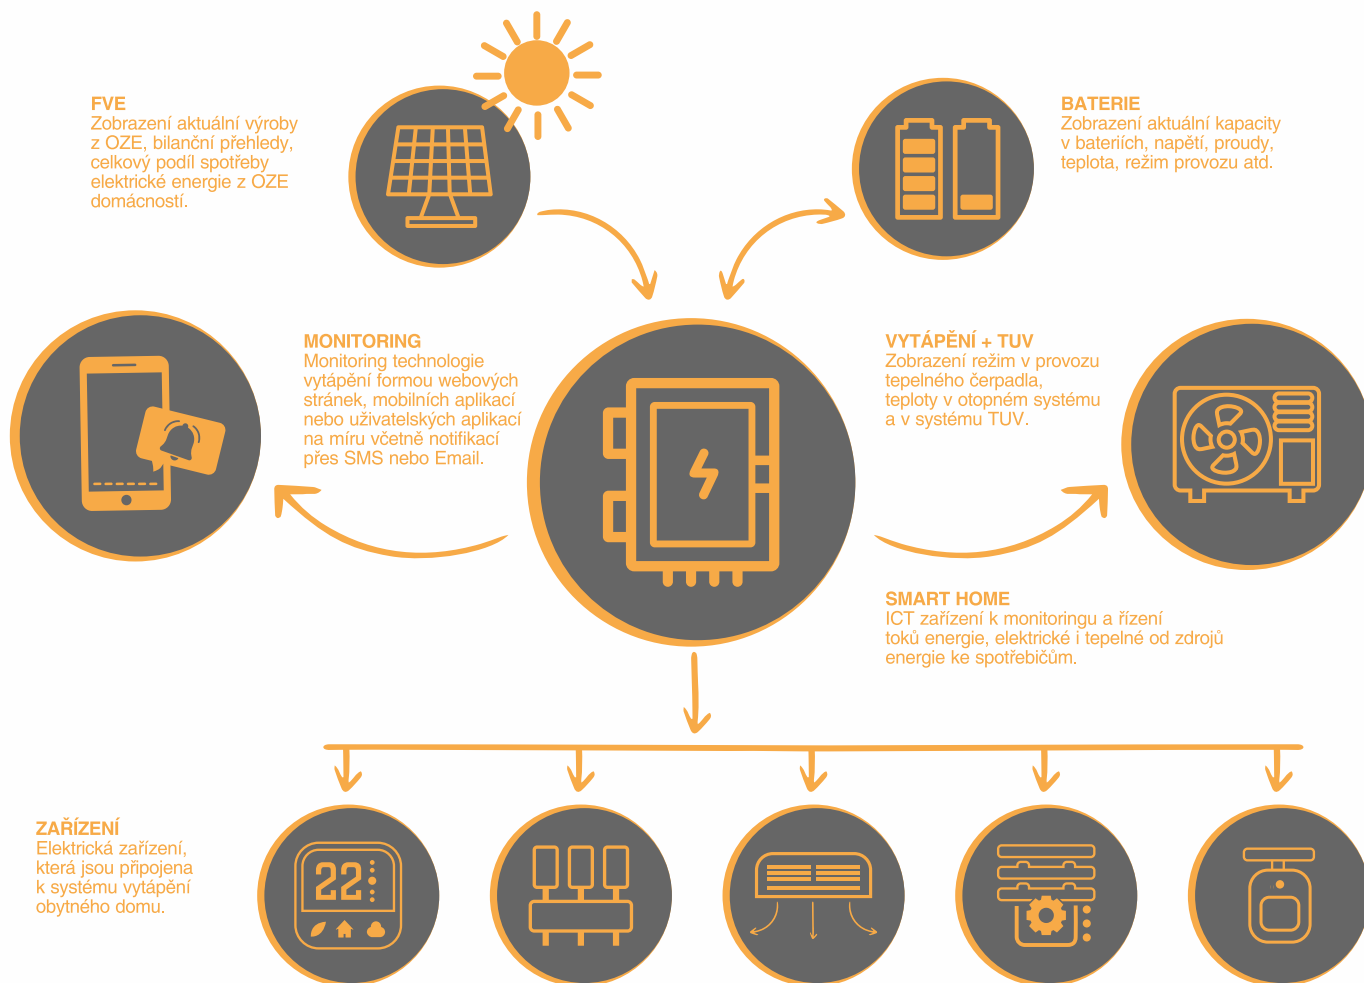 FVE
Zobrazení aktuální výroby
z OZE, bilanční přehledy,
celkový podíl spotřeby
elektrické energie z OZE
domácností.
BATERIE
Zobrazení aktuální kapacity
v bateriích, napětí, proudy,
teplota, režim provozu atd.
MONITORING
Monitoring technologie
vytápění formou webových
stránek, mobilních aplikací
nebo uživatelských aplikací
na míru včetně notifikací
přes SMS nebo Email.
VYTÁPĚNÍ + TUV
Zobrazení režim v provozu
tepelného čerpadla,
teploty v otopném systému
a v systému TUV.
SMART HOME
ICT zařízení k monitoringu a řízení
toků energie, elektrické i tepelné od zdrojů
energie ke spotřebičům.
ZAŘÍZENÍ
Elektrická zařízení,
která jsou připojena
k systému vytápění
obytného domu.
22